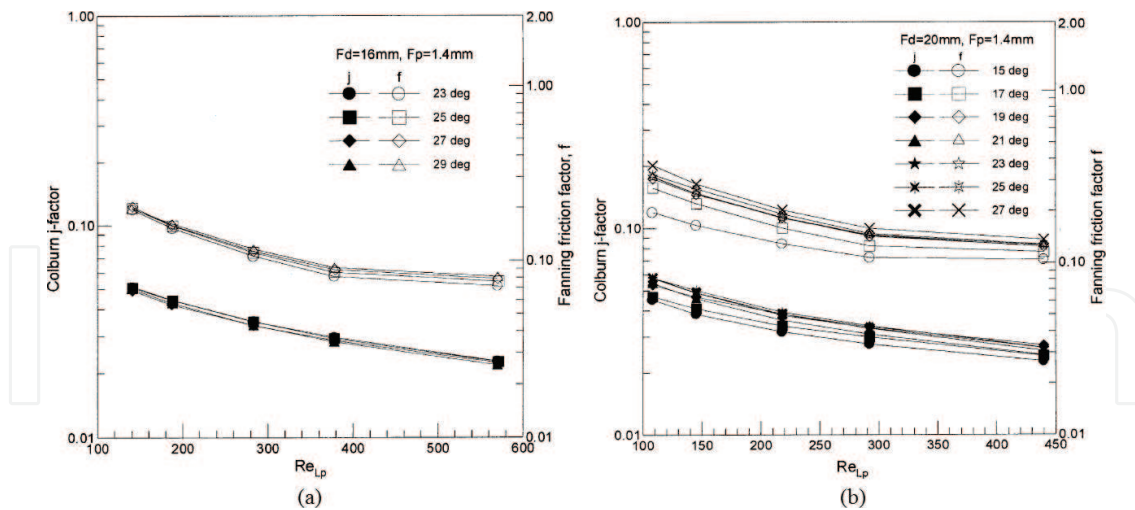 1.00
2.00
Fd=16mm, Fp=1.4mm
j f
23 deg
25 deg
27 deg
29 deg
1.00
0.10
0.10
0.01
0.01
Colburn j-factor
Fanning friction factor, f
100 200 300 400 500 600
ReLp
(a)
1.00
2.00
Fd=20mm, Fp=1.4mm
j f
15 deg
17 deg
19 deg
21 deg
23 deg
25 deg
27 deg
1.00
0.10
0.10
0.01
0.01
Colburn j-factor
Fanning friction factor f
100 150 200 250 300 350 400 450
ReLp
(b)